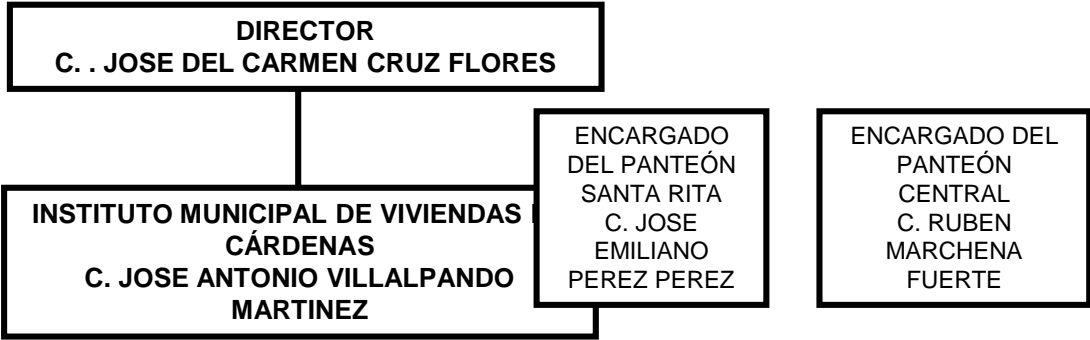 DIRECTOR
C. . JOSE DEL CARMEN CRUZ FLORES
INSTITUTO MUNICIPAL DE VIVIENDAS
CÁRDENAS
C. JOSE ANTONIO VILLALPANDO
MARTINEZ
ENCARGADO
DEL PANTEÓN
SANTA RITA
C. JOSE
EMILIANO
PEREZ PEREZ
ENCARGADO DEL
PANTEÓN
CENTRAL
C. RUBEN
MARCHENA
FUERTE